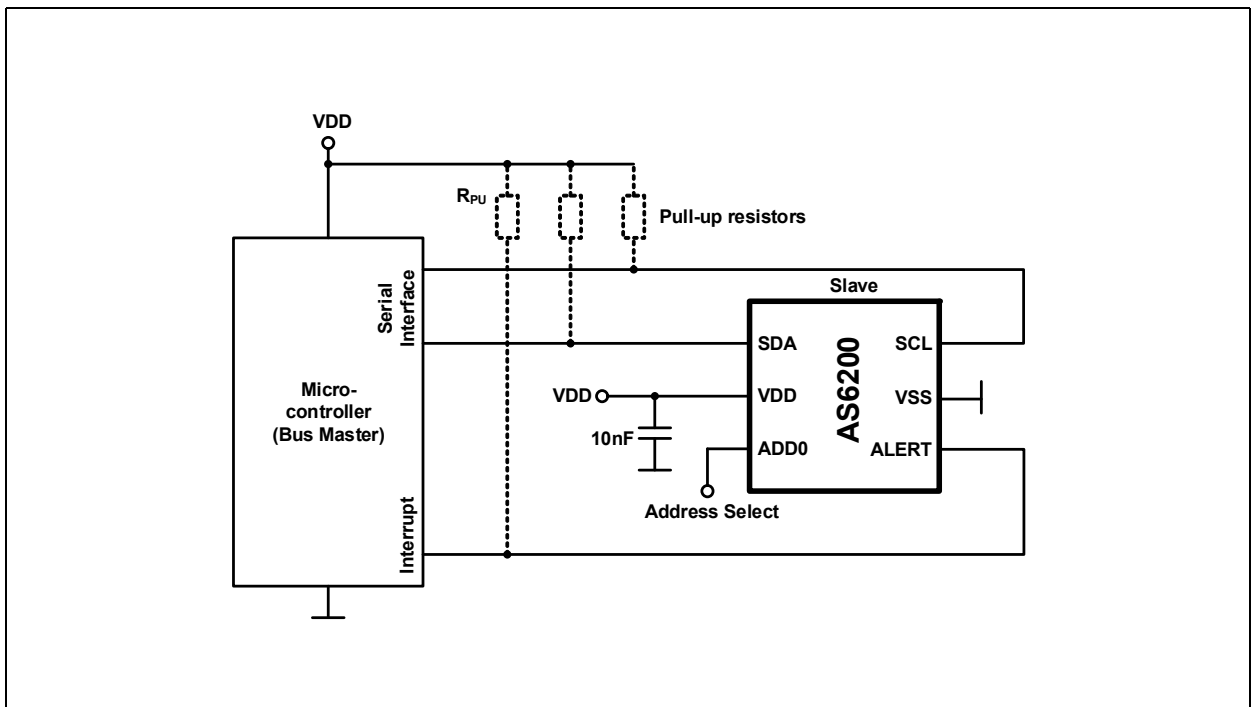 VDD
RPU
Pull-up resistors
Serial
Interface
Slave
SDA
SCL
AS6200
Micro-
controller
(Bus Master)
VDD
VDD
VSS
10nF
ADD0
ALERT
Address Select
Interrupt